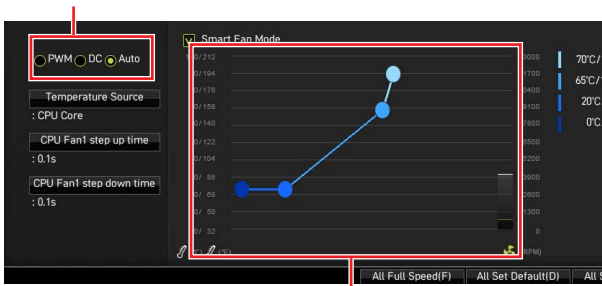 Smart Fan Mode
PWM DC Auto
Temperature Source
: CPU Core
CPU Fan1 step up time
: 0.1s
CPU Fan1 step down time
: 0.1s
0/212
0/194
0/176
0/158
0/140
0/122
0/104
0/ 86
0/ 68
0/ 50
0/ 32
(°F)
3000
1700
0400
9100
7800
6500
5200
3900
2600
1300
0
(RPM)
70°C/
65°C/
20°C
0°C
All Full Speed(F) All Set Default(D) All S